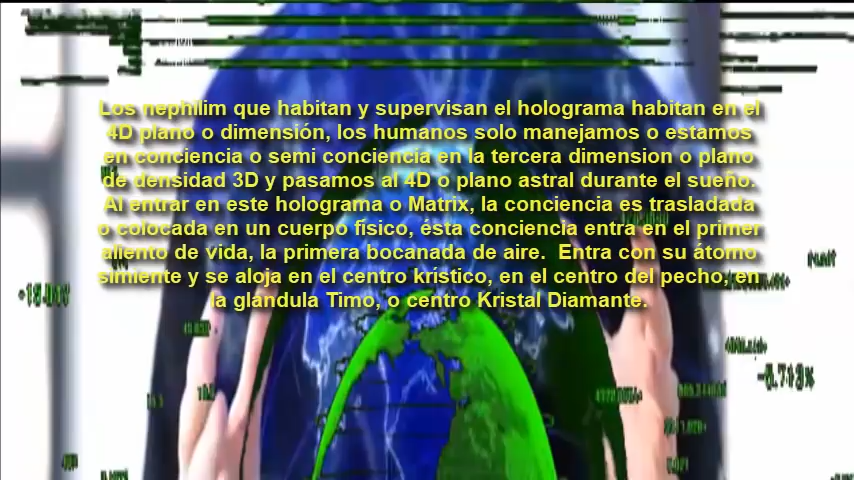 Los nephilim que habitan y supervisan el holograma habitan en el
4D plano o dimensión, los humanos solo manejamos o estamos
en conciencia o semi conciencia en la tercera dimension o plano
de densidad 3D y pasamos al 4D o plano astral durante el sueño.
Al entrar en este holograma o Matrix, la conciencia es trasladada
o colocada en un cuerpo físico, ésta conciencia entra en el primer
aliento de vida, la primera bocanada de aire. Entra con su átomo
simiente y se aloja en el centro krístico, en el centro del pecho, en
la glándula Timo, o centro Kristal Diamante.